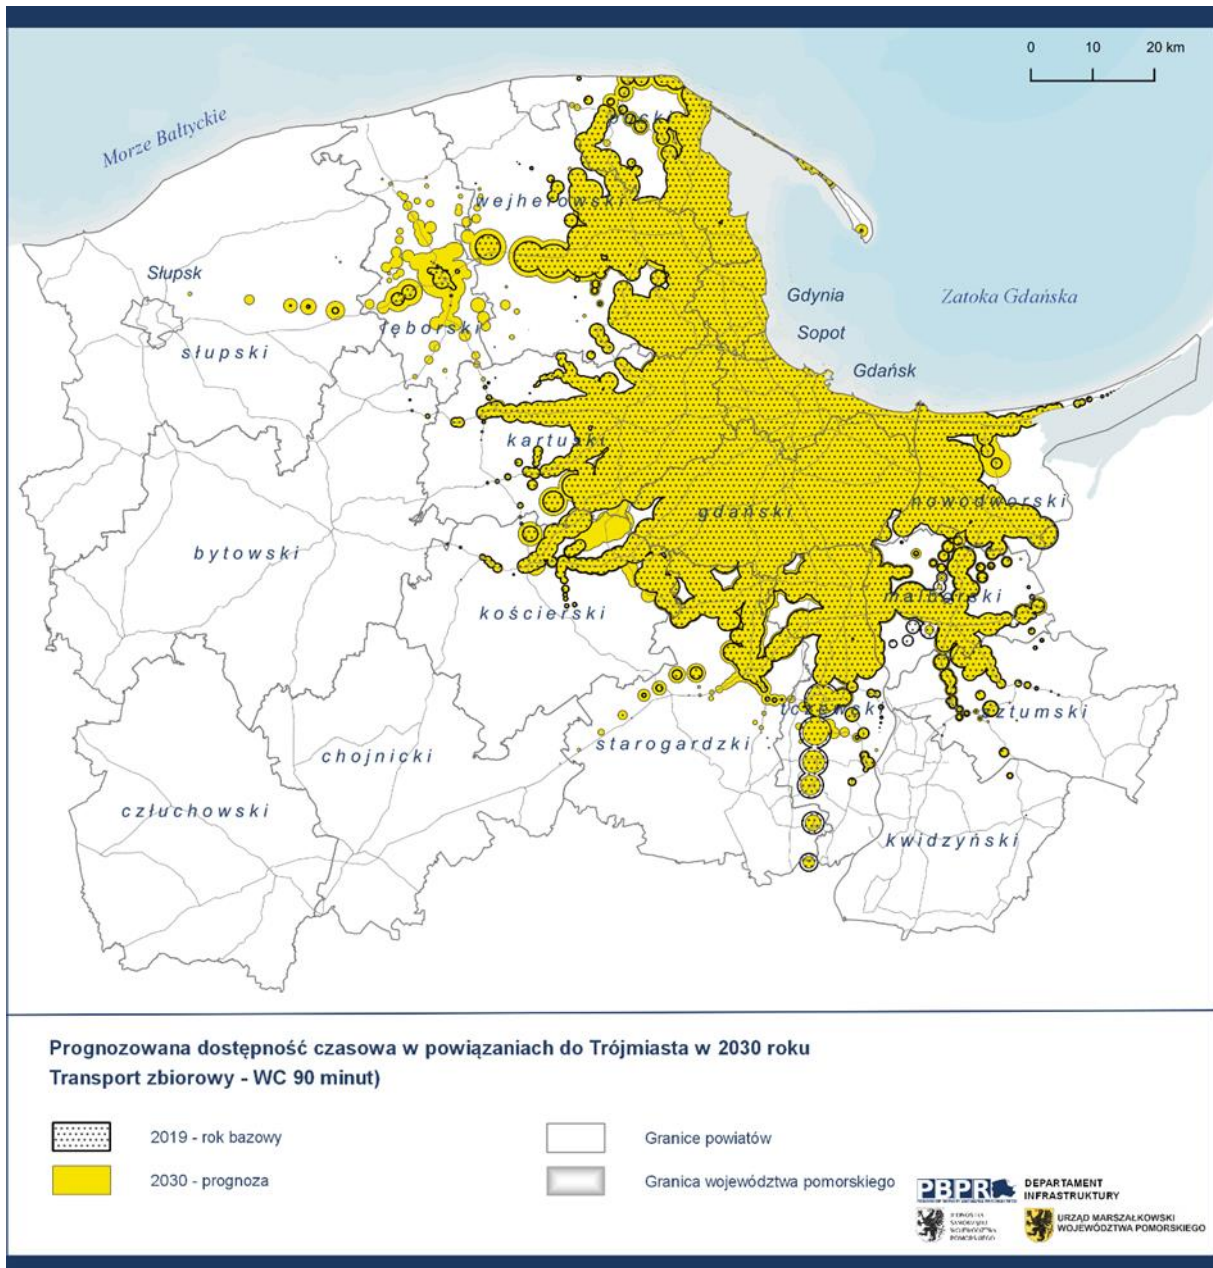 0 10 20 km
Morze Bałtyckie
pucki
wejherowski
Słupsk
Gdynia
Zatoka Gdańska
Sopot
lęborski
słupski
Gdańsk
kartuski
nowodworski
gdański
bytowski
malborski
kościerski
tczewski
sztumski
starogardzki
chojnicki
człuchowski
kwidzyński
Prognozowana dostępność czasowa w powiązaniach do Trójmiasta w 2030 roku
Transport zbiorowy - WC 90 minut)
2019 - rok bazowy
Granice powiatów
2030 - prognoza
Granica województwa pomorskiego
PBPR
DEPARTAMENT
INFRASTRUKTURY
URZĄD MARSZAŁKOWSKI
WOJEWÓDZTWA POMORSKIEGO